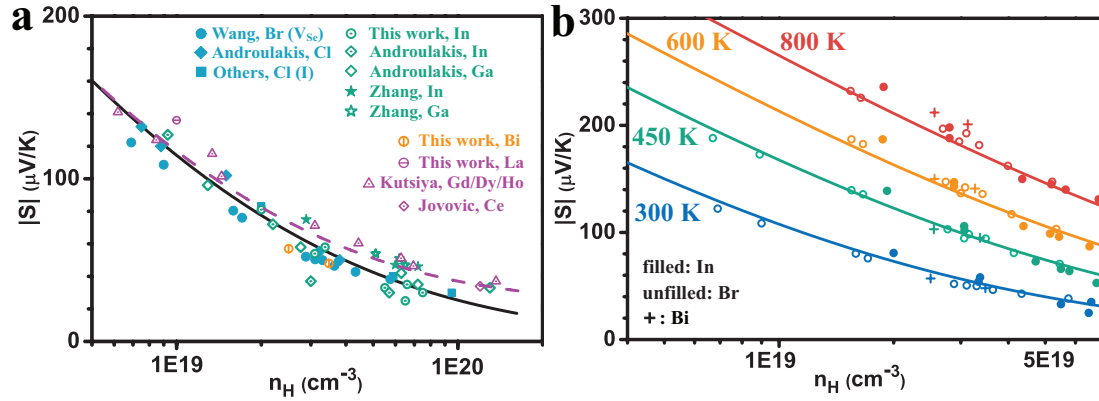 a
200
100
0
|S| (μV/K)
Wang, Br (V_Se)
Androulakis, Cl
Others, Cl (I)
This work, In
Androulakis, In
Androulakis, Ga
Zhang, In
Zhang, Ga
This work, Bi
This work, La
Kutsiya, Gd/Dy/Ho
Jovovic, Ce
1E19
1E20
n_H (cm⁻³)
b
300
200
100
0
|S| (μV/K)
800 K
600 K
450 K
300 K
filled: In
unfilled: Br
+ : Bi
1E19
5E19
n_H (cm⁻³)